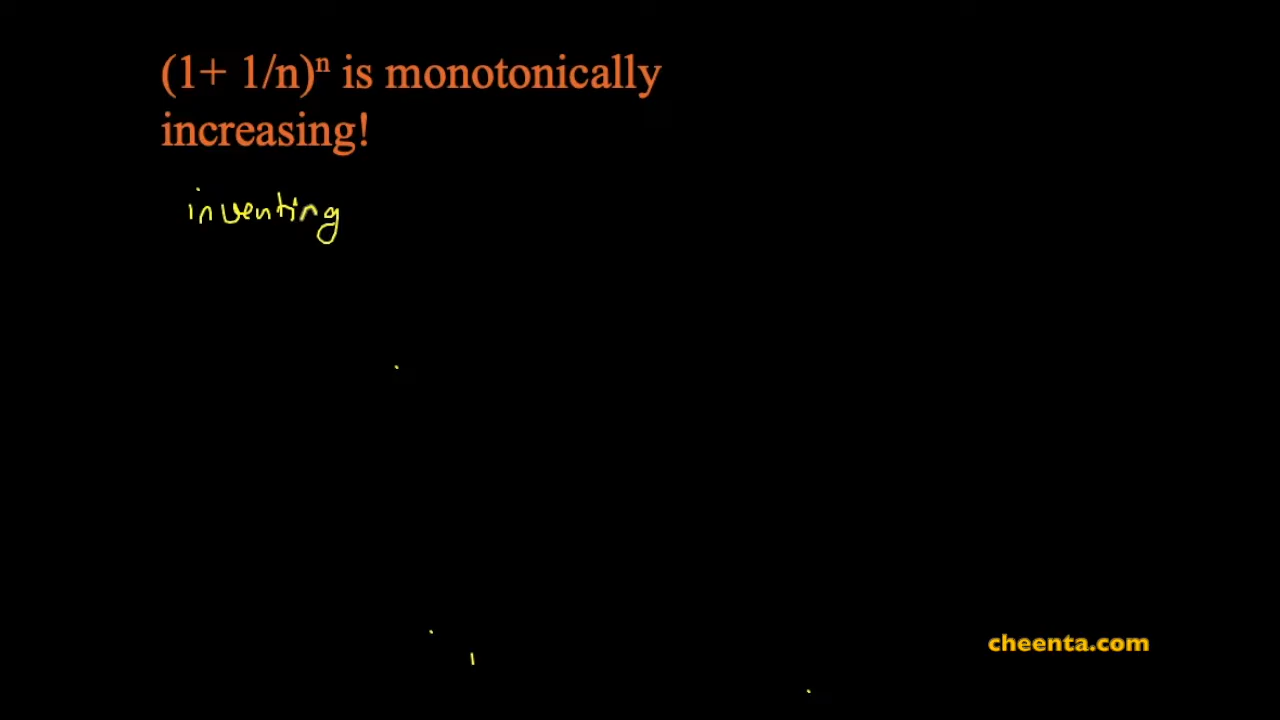 (1+ 1/n)ⁿ is monotonically
increasing!
inventing
cheenta.com